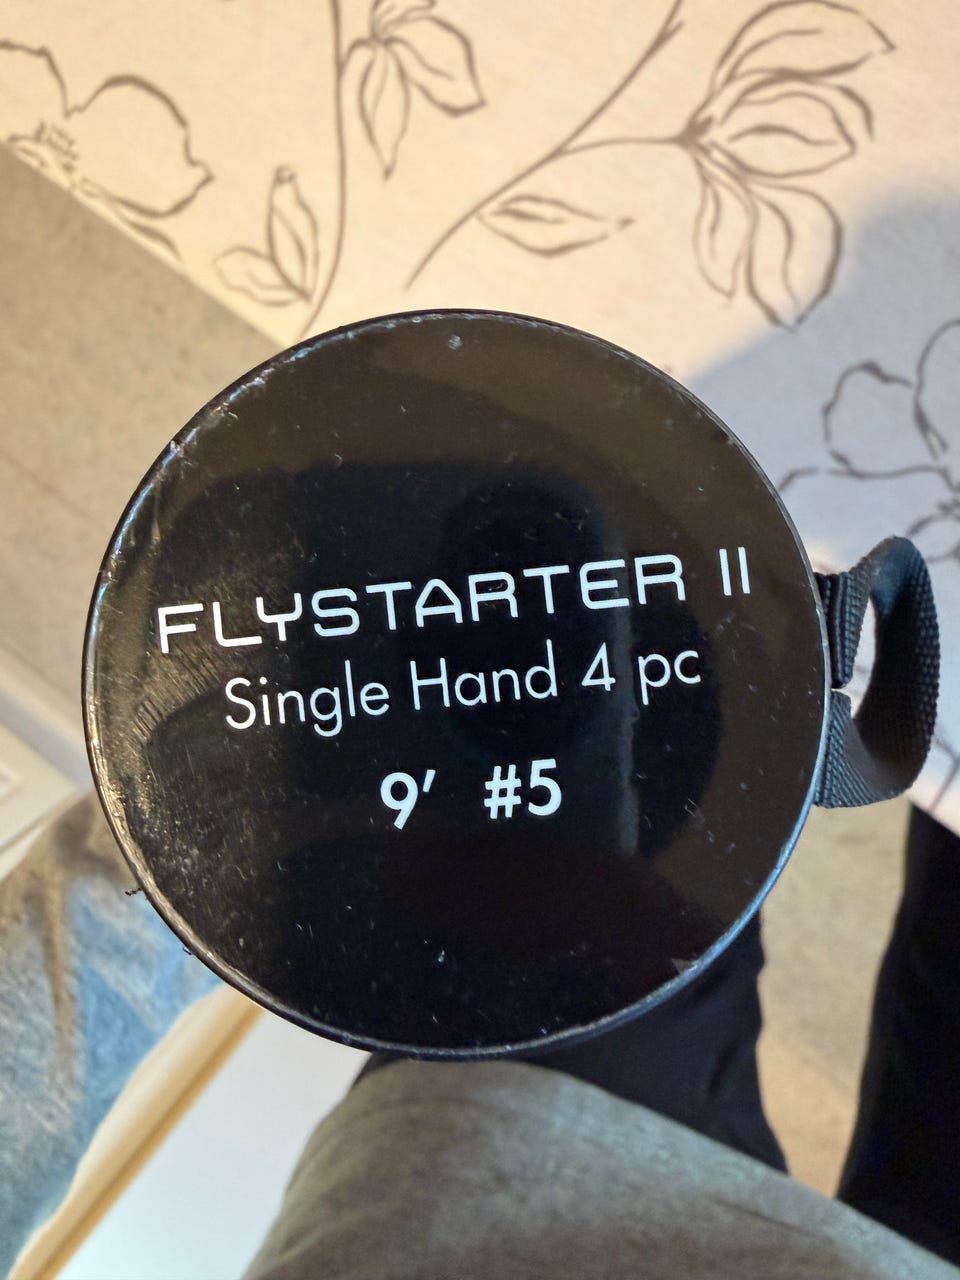 FLYSTARTER II
Single Hand 4 pc
9' #5